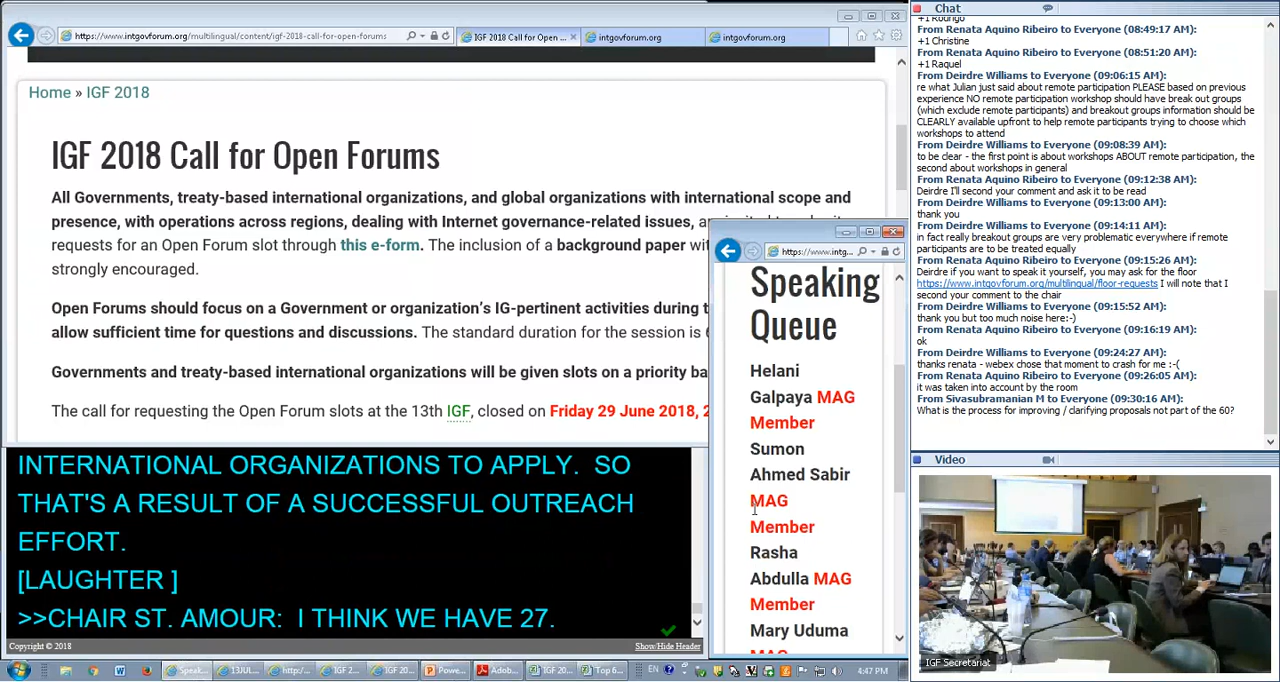 https://www.intgovforum.org/multilingual/content/igf-2018-call-for-open-forums
IGF 2018 Call for Open ...
intgovforum.org
intgovforum.org
Home » IGF 2018
IGF 2018 Call for Open Forums
All Governments, treaty-based international organizations, and global organizations with international scope and
presence, with operations across regions, dealing with Internet governance-related issues,
requests for an Open Forum slot through this e-form. The inclusion of a background paper
strongly encouraged.
Open Forums should focus on a Government or organization's IG-pertinent activities during
allow sufficient time for questions and discussions. The standard duration for the session is
Governments and treaty-based international organizations will be given slots on a priority
The call for requesting the Open Forum slots at the 13th IGF, closed on Friday 29 June 2018,
https://www.intg...
Speaking
Queue
Helani
Galpaya MAG
Member
Sumon
Ahmed Sabir
MAG
Member
Rasha
Abdulla MAG
Member
Mary Uduma
MAG
INTERNATIONAL ORGANIZATIONS TO APPLY. SO
THAT'S A RESULT OF A SUCCESSFUL OUTREACH
EFFORT.
[LAUGHTER ]
>>CHAIR ST. AMOUR: I THINK WE HAVE 27.
Copyright © 2018
Show/Hide Header
Speak...
13JUL...
http:/...
IGF 2...
IGF 20...
Powe...
Adob...
IGF 20...
Top 6...
EN
4:47 PM
Chat
+1 Rodrigo
From Renata Aquino Ribeiro to Everyone (08:49:17 AM):
+1 Christine
From Renata Aquino Ribeiro to Everyone (08:51:20 AM):
+1 Raquel
From Deirdre Williams to Everyone (09:06:15 AM):
re what Julian just said about remote participation PLEASE based on previous
experience NO remote participation workshop should have break out groups
(which exclude remote participants) and breakout groups information should be
CLEARLY available upfront to help remote participants trying to choose which
workshops to attend
From Deirdre Williams to Everyone (09:08:39 AM):
to be clear - the first point is about workshops ABOUT remote participation, the
second about workshops in general
From Renata Aquino Ribeiro to Everyone (09:12:38 AM):
Deirdre I'll second your comment and ask it to be read
From Deirdre Williams to Everyone (09:13:00 AM):
thank you
From Deirdre Williams to Everyone (09:14:11 AM):
in fact really breakout groups are very problematic everywhere if remote
participants are to be treated equally
From Renata Aquino Ribeiro to Everyone (09:15:26 AM):
Deirdre if you want to speak it yourself, you may ask for the floor
https://www.intgovforum.org/multilingual/floor-requests I will note that I
second your comment to the chair
From Deirdre Williams to Everyone (09:15:52 AM):
thank you but too much noise here:-)
From Renata Aquino Ribeiro to Everyone (09:16:19 AM):
ok
From Deirdre Williams to Everyone (09:24:27 AM):
thanks renata - webex chose that moment to crash for me :-(
From Renata Aquino Ribeiro to Everyone (09:26:05 AM):
it was taken into account by the room
From Sivasubramanian M to Everyone (09:30:16 AM):
What is the process for improving / clarifying proposals not part of the 60?
Video
IGF Secretariat